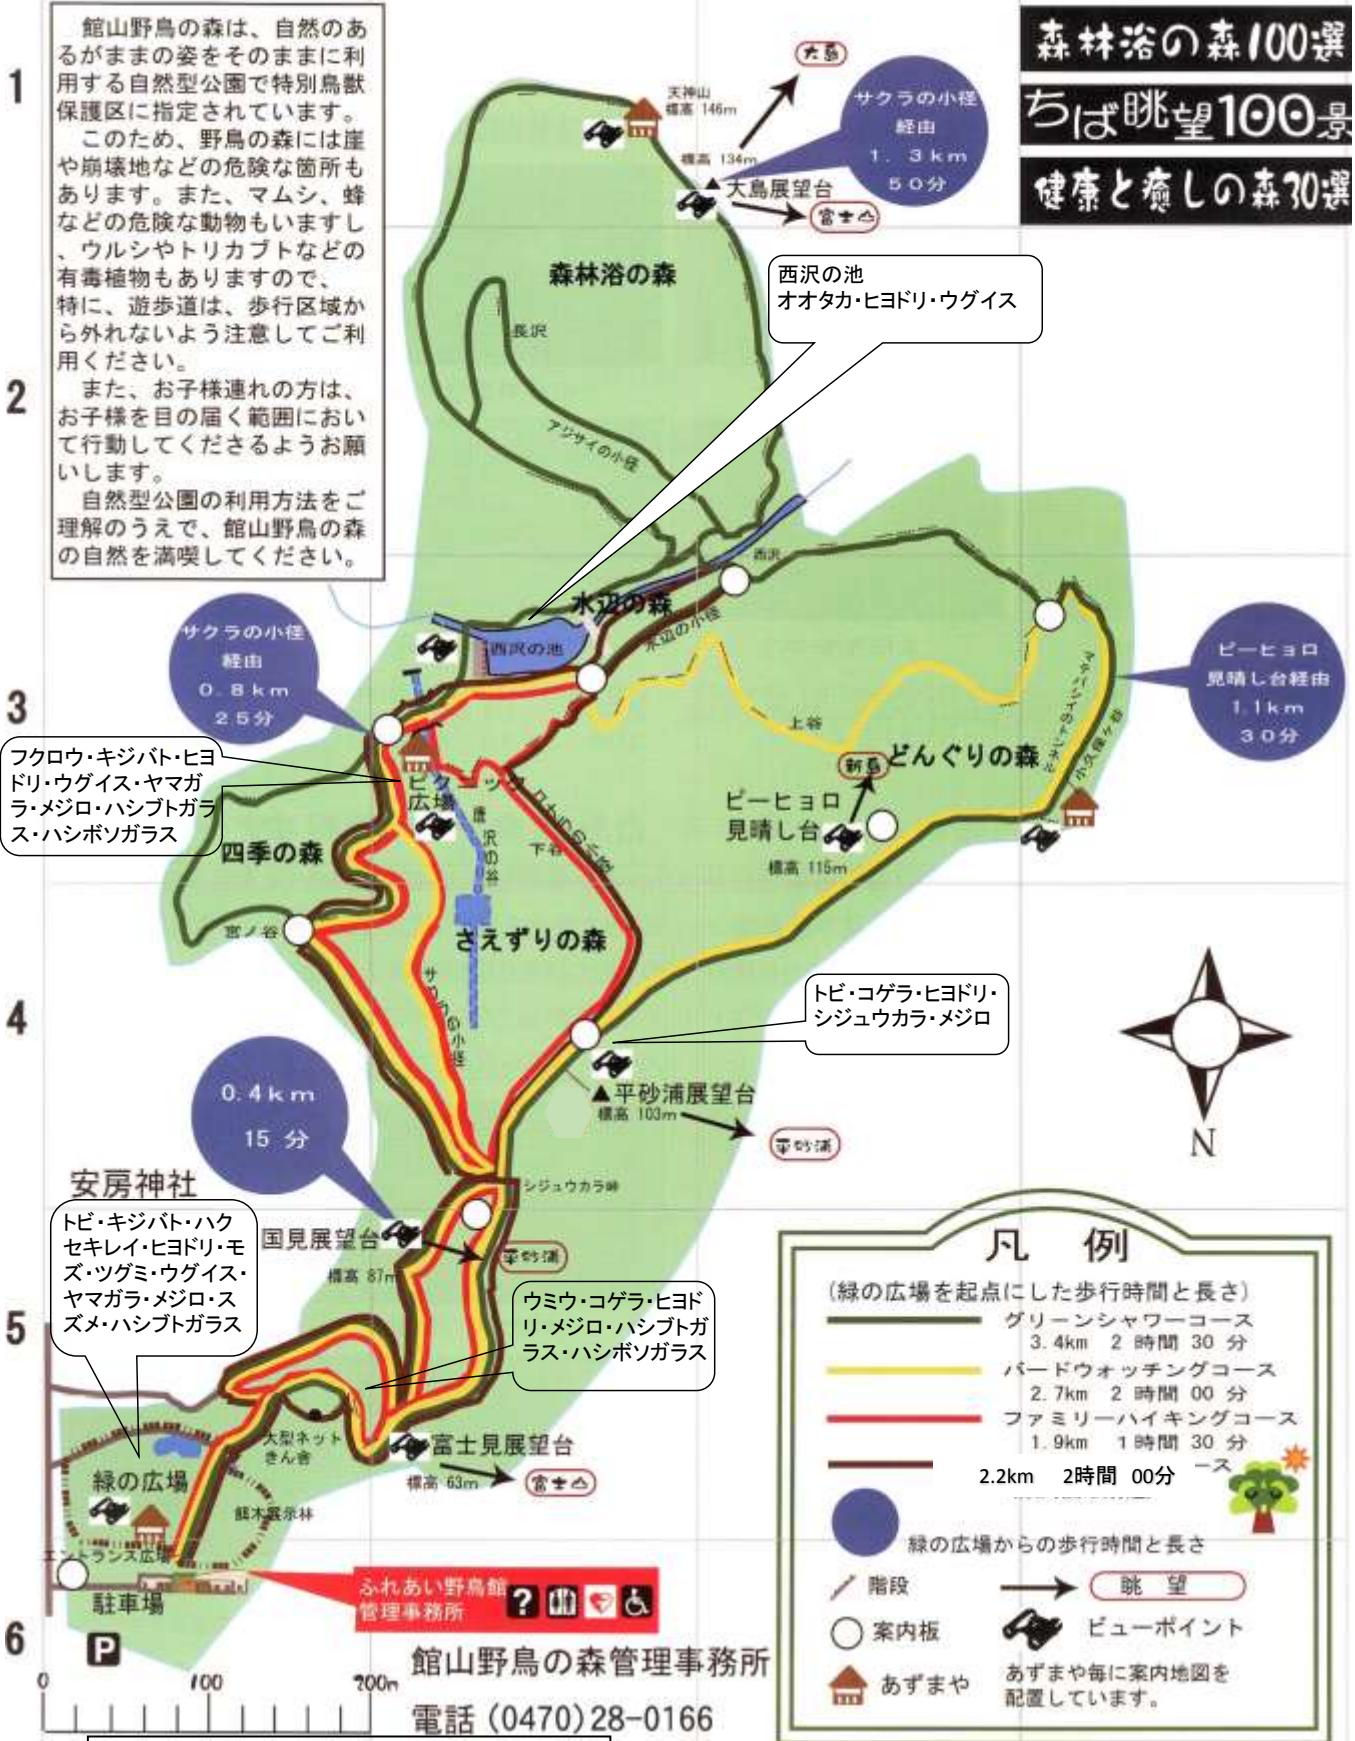 館山野鳥の森は、自然のあ
るがままの姿をそのままに利
用する自然型公園で特別鳥獣
保護区に指定されています。
このため、野鳥の森には崖
や崩壊地などの危険な箇所も
あります。また、マムシ、蜂
などの危険な動物もいますし
、ウルシやトリカブトなどの
有毒植物もありますので、
特に、遊歩道は、歩行区域か
ら外れないよう注意してご利
用ください。
また、お子様連れの方は、
お子様を目の届く範囲におい
て行動してくださるようお願
いします。
自然型公園の利用方法をご
理解のうえで、館山野鳥の森
の自然を満喫してください。
森林浴の森100選
ちば眺望100景
健康と癒しの森30選
1
2
3
4
5
6
大島
天神山
標高 146m
標高 134m
大島展望台
富士山
サクラの小径
経由
1.3km
50分
森林浴の森
長沢
アジサイの小径
西沢の池
オオタカ・ヒヨドリ・ウグイス
西沢
水辺の森
水辺の小径
西沢の池
サクラの小径
経由
0.8km
25分
ピーヒョロ
見晴し台経由
1.1km
30分
上谷
マテバシイのトンネル
小久保ヶ谷
新島
どんぐりの森
ピーヒョロ
見晴し台
標高 115m
フクロウ・キジバト・ヒヨ
ドリ・ウグイス・ヤマガ
ラ・メジロ・ハシブトガラ
ス・ハシボソガラス
広場
下谷
四季の森
宮ノ谷
さえずりの森
サクラの小径
トビ・コゲラ・ヒヨドリ・
シジュウカラ・メジロ
平砂浦展望台
標高 103m
平砂浦
N
0.4km
15 分
安房神社
シジュウカラ峠
トビ・キジバト・ハク
セキレイ・ヒヨドリ・モ
ズ・ツグミ・ウグイス・
ヤマガラ・メジロ・ス
ズメ・ハシブトガラス
国見展望台
標高 87m
平砂浦
ウミウ・コゲラ・ヒヨド
リ・メジロ・ハシブトガ
ラス・ハシボソガラス
大型ネット
きん舎
富士見展望台
標高 63m
富士山
緑の広場
餌木展示林
エントランス広場
駐車場
P
ふれあい野鳥館
管理事務所
?
館山野鳥の森管理事務所
電話 (0470)28-0166
0
100
200m
凡 例
(緑の広場を起点にした歩行時間と長さ)
グリーンシャワーコース
3.4km 2 時間 30 分
バードウォッチングコース
2.7km 2 時間 00 分
ファミリーハイキングコース
1.9km 1 時間 30 分
ース
2.2km 2時間 00分
緑の広場からの歩行時間と長さ
階段
眺 望
案内板
ビューポイント
あずまや
あずまや毎に案内地図を
配置しています。